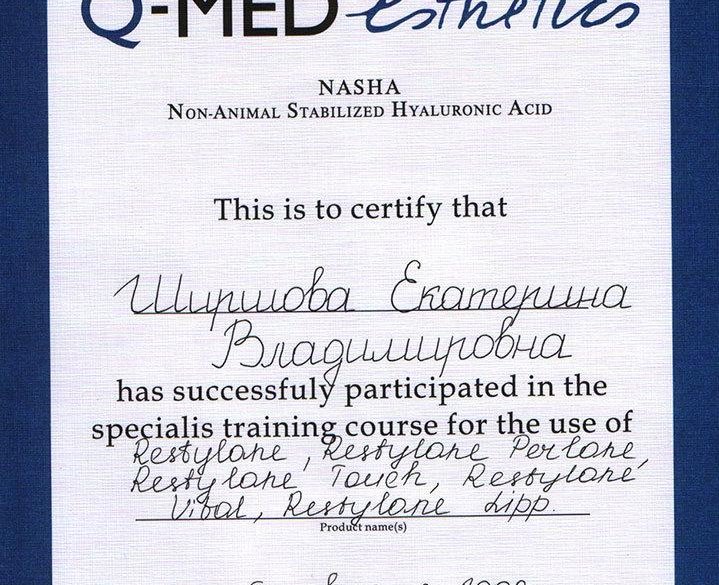 Q-MED esthetics
NASHA
NON-ANIMAL STABILIZED HYALURONIC ACID
This is to certify that
Ширшова Екатерина
Владимировна
has successfuly participated in the
specialis training course for the use of
Restylane, Restylane Perlane,
Restylane Touch, Restylane
Vital, Restylane Lipp.
Product name(s)